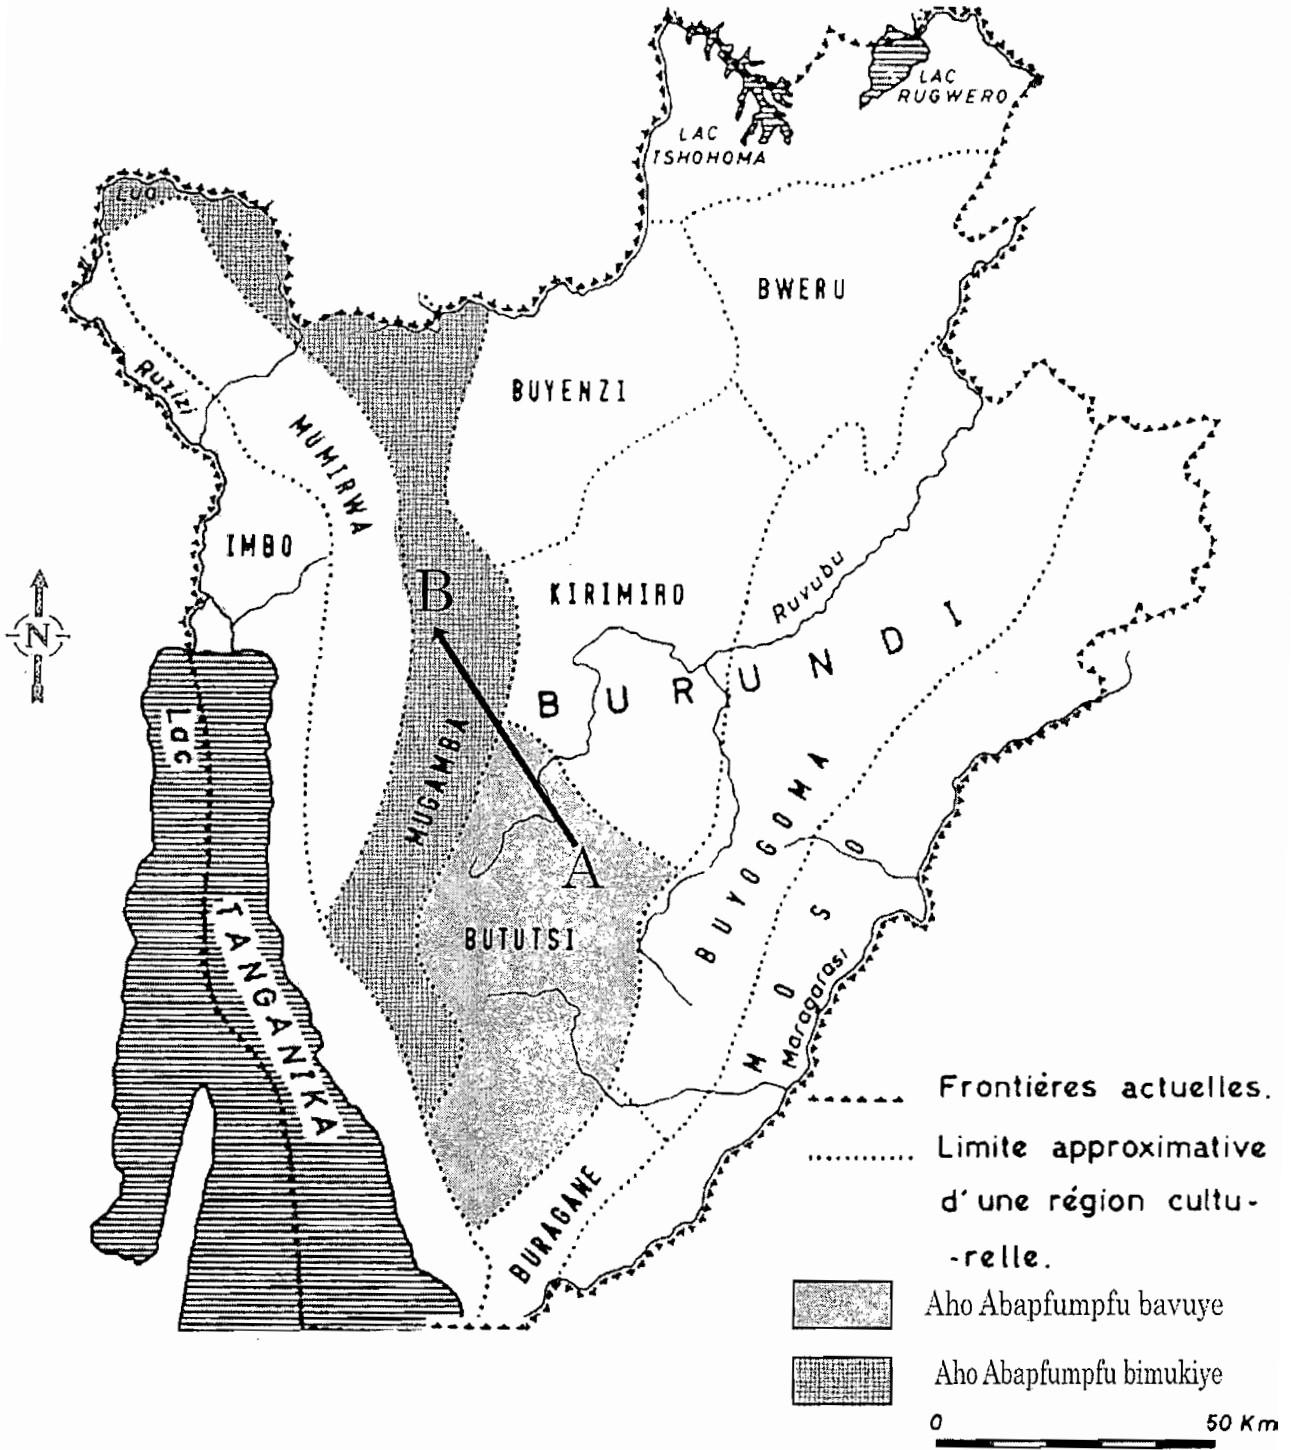 LAC
RUGWERO
LAC
TSHOHOMA
LUA
BWERU
BUYENZI
Ruzizi
MUMIRWA
IMBO
B
KIRIMIRO
Ruvubu
N
BURUNDI
Lac
MUGAMBA
BUYOGOMA
A
BUTUTSI
MOSO
TANGANIKA
Maragarasi
BURAGANE
Frontières actuelles.
Limite approximative
d'une région cultu-
-relle.
Aho Abapfumpfu bavuye
Aho Abapfumpfu bimukiye
0 50 Km